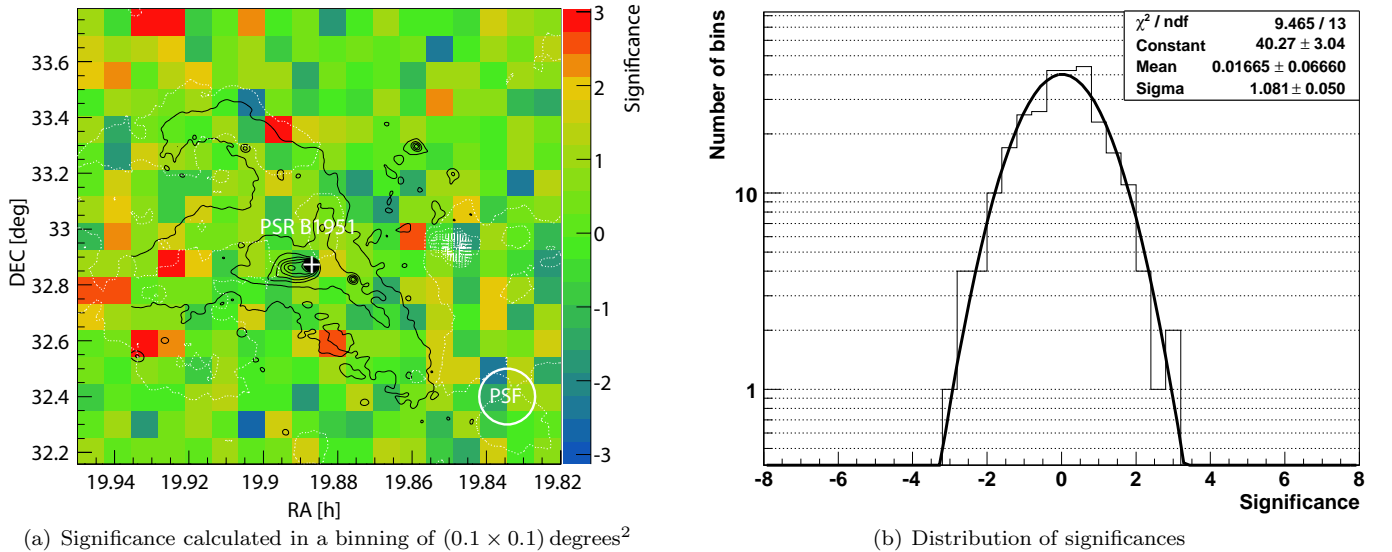 3
2
1
0
-1
-2
-3
Significance
33.6
33.4
33.2
33
32.8
32.6
32.4
32.2
DEC [deg]
PSR B1951
PSF
19.94 19.92 19.9 19.88 19.86 19.84 19.82
RA [h]
(a) Significance calculated in a binning of (0.1 × 0.1) degrees²
Number of bins
10
1
χ² / ndf 9.465 / 13
Constant 40.27 ± 3.04
Mean 0.01665 ± 0.06660
Sigma 1.081 ± 0.050
-8 -6 -4 -2 0 2 4 6 8
Significance
(b) Distribution of significances